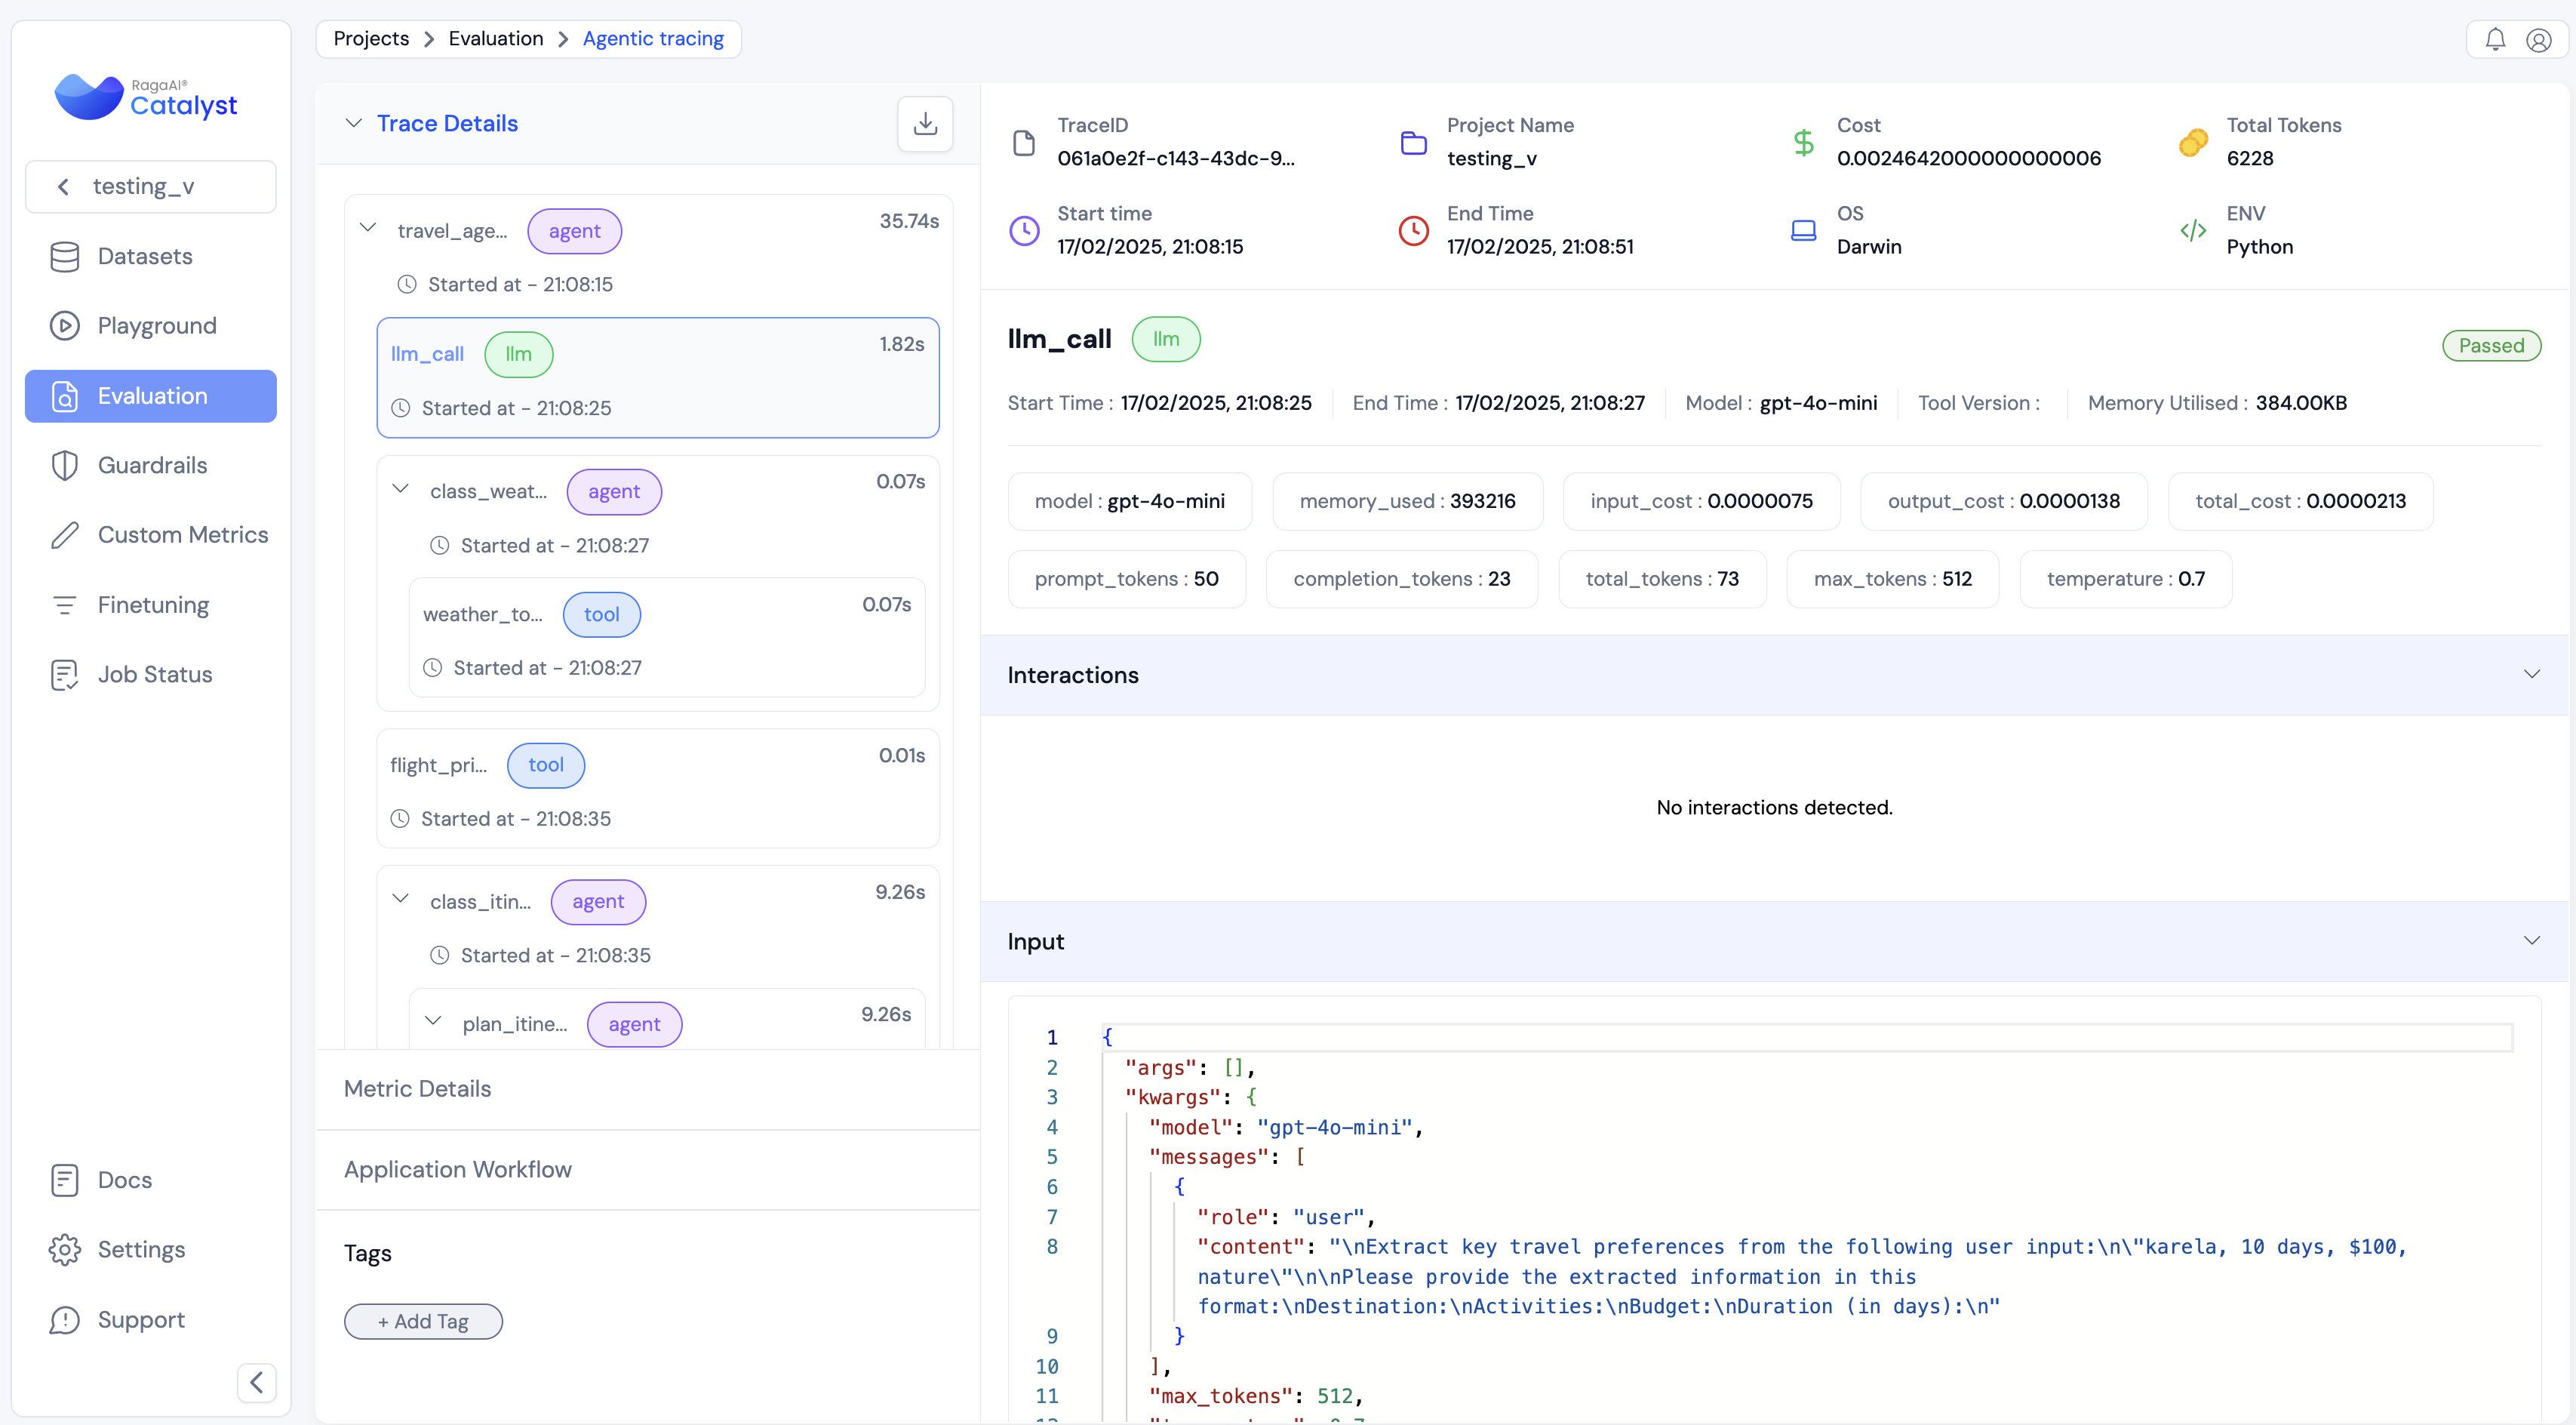 RagaAI®
Catalyst
testing_v
Datasets
Playground
Evaluation
Guardrails
Custom Metrics
Finetuning
Job Status
Docs
Settings
Support
Projects > Evaluation > Agentic tracing
Trace Details
travel_age... agent 35.74s
Started at - 21:08:15
llm_call llm 1.82s
Started at - 21:08:25
class_weat... agent 0.07s
Started at - 21:08:27
weather_to... tool 0.07s
Started at - 21:08:27
flight_pri... tool 0.01s
Started at - 21:08:35
class_itin... agent 9.26s
Started at - 21:08:35
plan_itine... agent 9.26s
Metric Details
Application Workflow
Tags
+ Add Tag
TraceID
061a0e2f-c143-43dc-9...
Project Name
testing_v
Cost
0.0024642000000000006
Total Tokens
6228
Start time
17/02/2025, 21:08:15
End Time
17/02/2025, 21:08:51
OS
Darwin
ENV
Python
llm_call llm Passed
Start Time : 17/02/2025, 21:08:25 End Time : 17/02/2025, 21:08:27 Model : gpt-4o-mini Tool Version : Memory Utilised : 384.00KB
model : gpt-4o-mini memory_used : 393216 input_cost : 0.0000075 output_cost : 0.0000138 total_cost : 0.0000213
prompt_tokens : 50 completion_tokens : 23 total_tokens : 73 max_tokens : 512 temperature : 0.7
Interactions
No interactions detected.
Input
1 {
2 "args": [],
3 "kwargs": {
4 "model": "gpt-4o-mini",
5 "messages": [
6 {
7 "role": "user",
8 "content": "\nExtract key travel preferences from the following user input:\n\"karela, 10 days, $100,
nature\"\n\nPlease provide the extracted information in this
format:\nDestination:\nActivities:\nBudget:\nDuration (in days):\n"
9 }
10 ],
11 "max_tokens": 512,